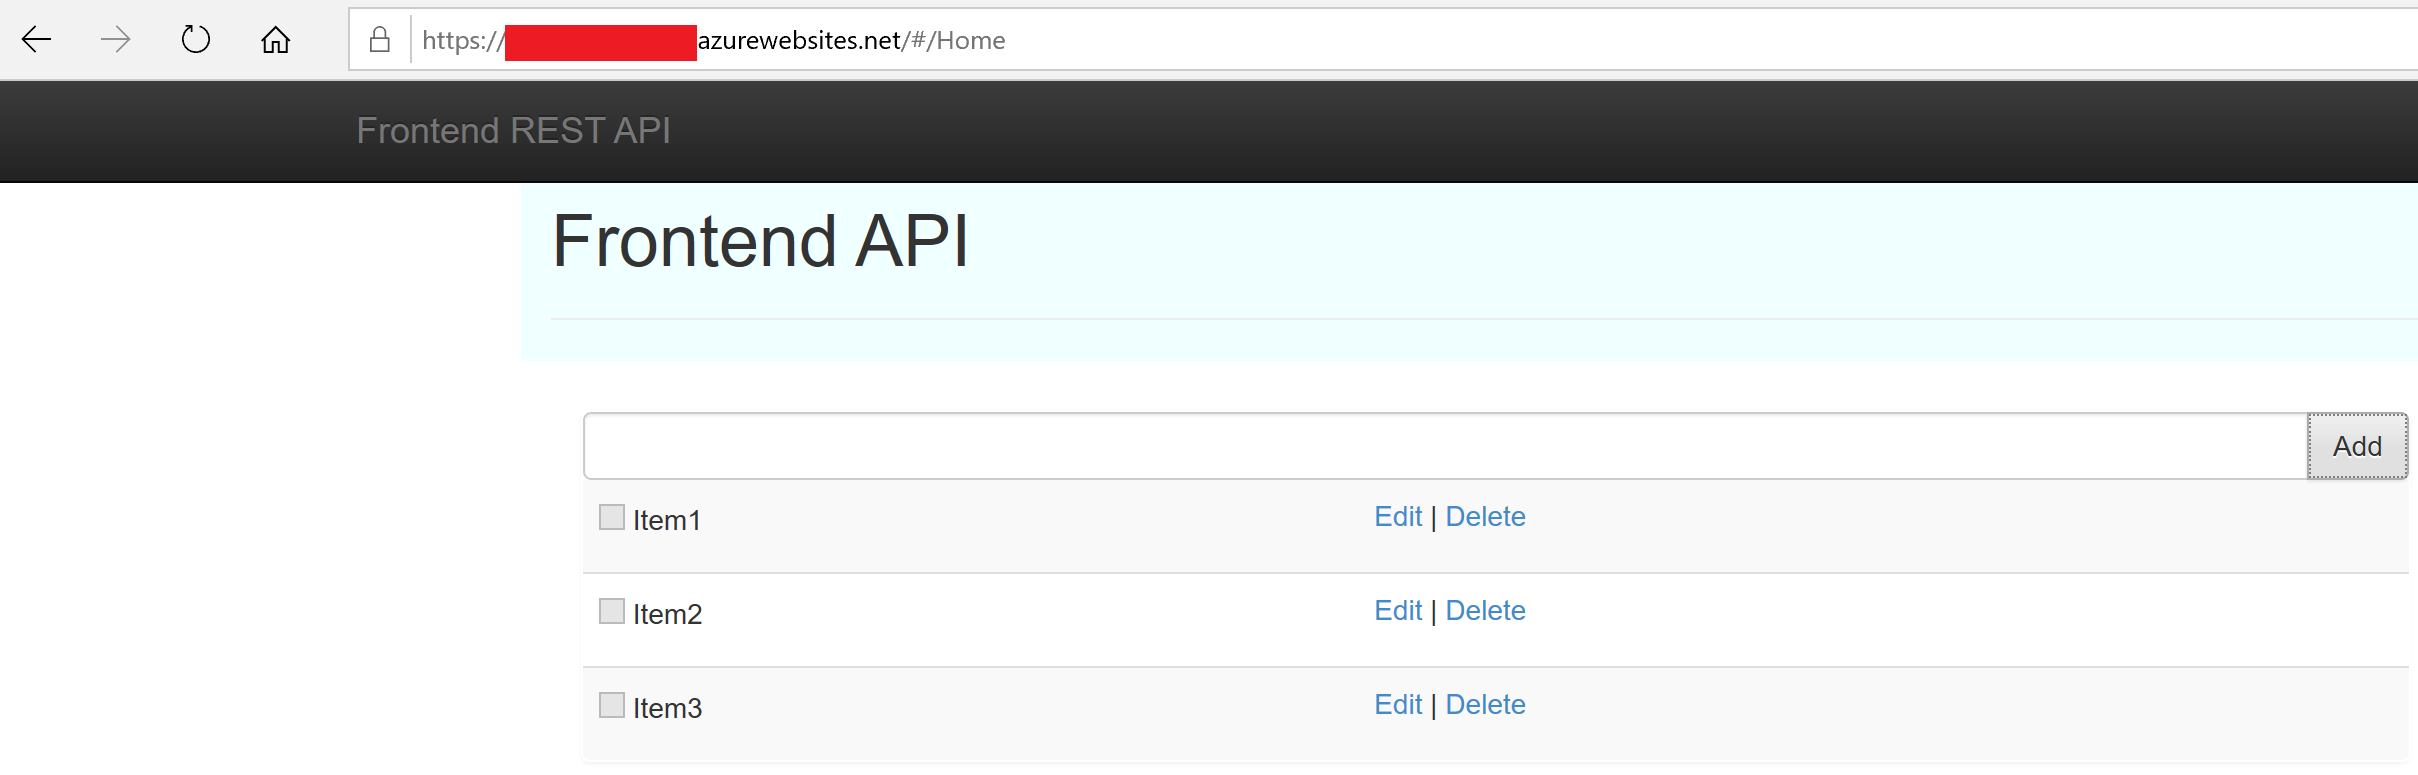 https://azurewebsites.net/#/Home
Frontend REST API
Frontend API
Add
Item1 Edit | Delete
Item2 Edit | Delete
Item3 Edit | Delete